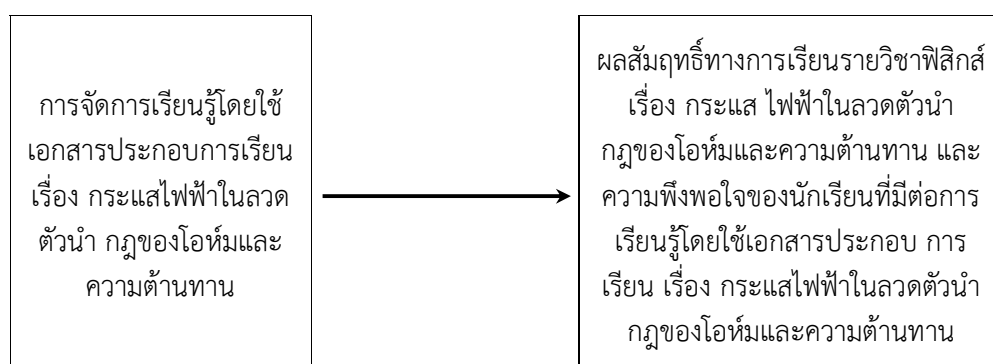 การจัดการเรียนรู้โดยใช้
เอกสารประกอบการเรียน
เรื่อง กระแสไฟฟ้าในลวด
ตัวนำ กฎของโอห์มและ
ความต้านทาน
ผลสัมฤทธิ์ทางการเรียนรายวิชาฟิสิกส์
เรื่อง กระแส ไฟฟ้าในลวดตัวนำ
กฎของโอห์มและความต้านทาน และ
ความพึงพอใจของนักเรียนที่มีต่อการ
เรียนรู้โดยใช้เอกสารประกอบ การ
เรียน เรื่อง กระแสไฟฟ้าในลวดตัวนำ
กฎของโอห์มและความต้านทาน